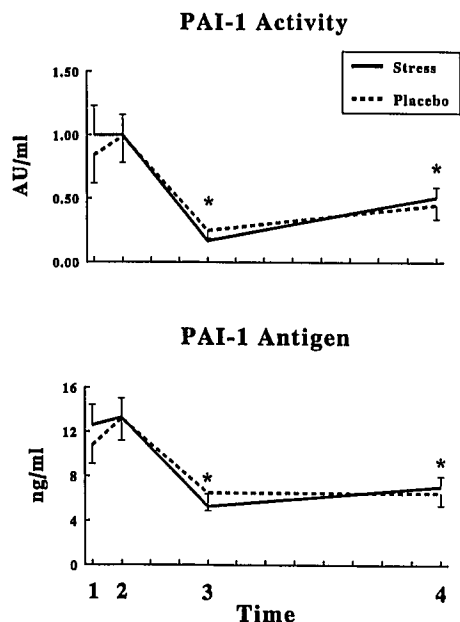 PAI-1 Activity
1.50
1.00
0.50
0.00
AU/ml
Stress
Placebo
*
*
PAI-1 Antigen
16
12
8
4
0
ng/ml
*
*
1 2 3 4
Time